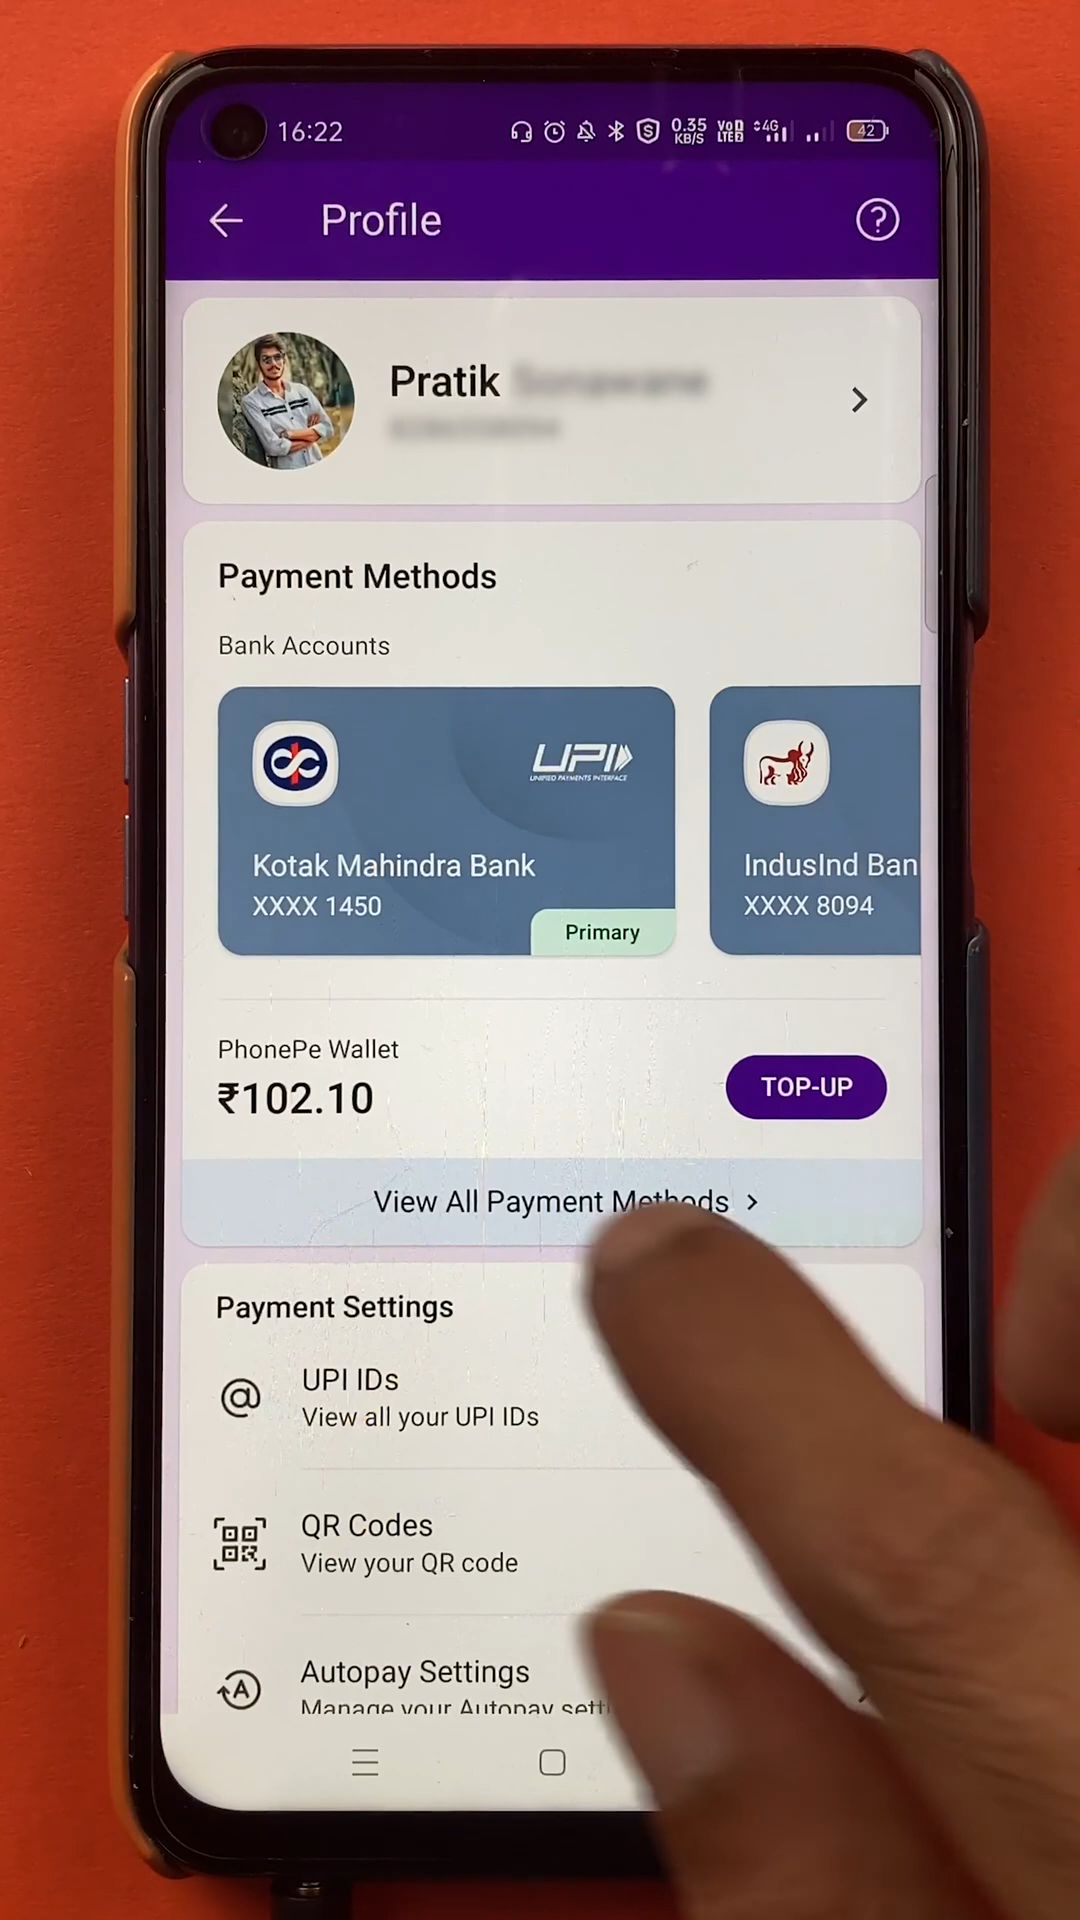 16:22
0.35
KB/S
VoD
LTE2
4G
42
Profile
Pratik
Payment Methods
Bank Accounts
UPI
UNIFIED PAYMENTS INTERFACE
Kotak Mahindra Bank
XXXX 1450
Primary
IndusInd Ban
XXXX 8094
PhonePe Wallet
₹102.10
TOP-UP
View All Payment Methods
Payment Settings
UPI IDs
View all your UPI IDs
QR Codes
View your QR code
Autopay Settings
Manage your Autopay setti